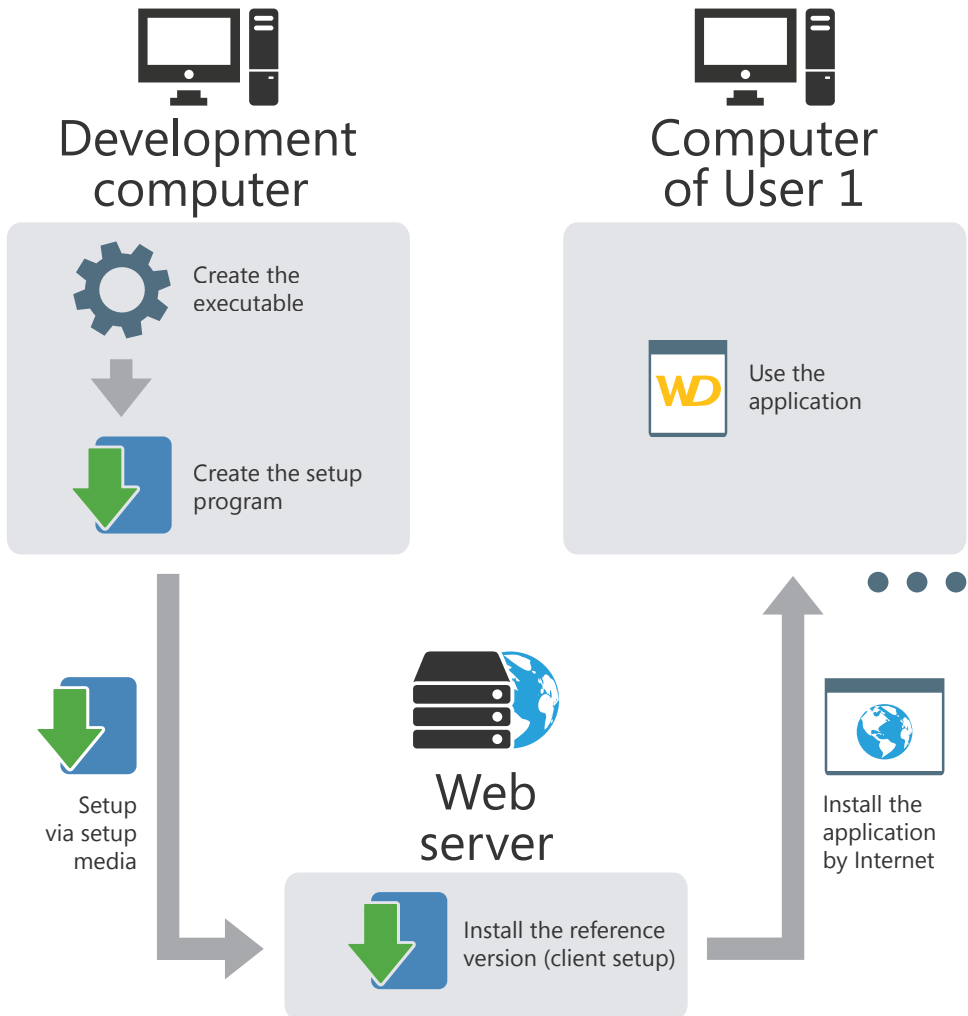 Development
computer
Create the
executable
Create the setup
program
Computer
of User 1
WD
Use the
application
Setup
via setup
media
Web
server
Install the reference
version (client setup)
Install the
application
by Internet